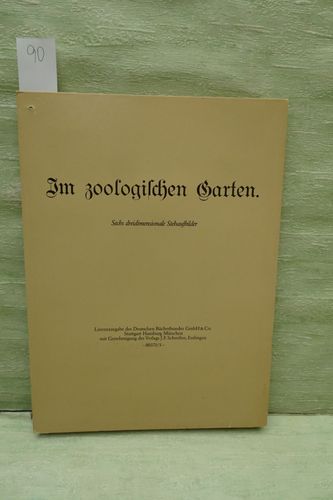 90
Im zoologiſchen Garten.
Sechs dreidimensionale Stehaufbilder
Lizenzausgabe des Deutschen Bücherbundes GmbH & Co
Stuttgart Hamburg München
mit Genehmigung des Verlags J. F. Schreiber, Esslingen